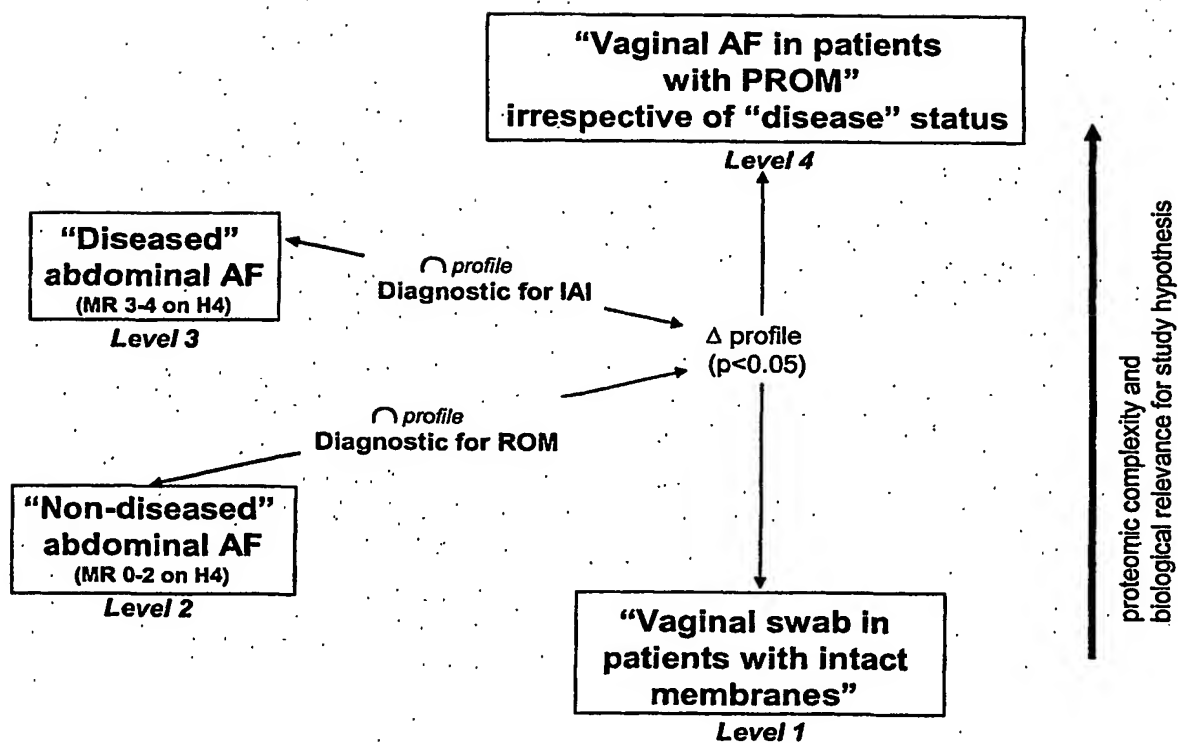 “Vaginal AF in patients
with PROM”
irrespective of “disease” status
Level 4
“Diseased”
abdominal AF
(MR 3-4 on H4)
Level 3
∩ profile
Diagnostic for IAI
Δ profile
(p<0.05)
∩ profile
Diagnostic for ROM
“Non-diseased”
abdominal AF
(MR 0-2 on H4)
Level 2
“Vaginal swab in
patients with intact
membranes”
Level 1
proteomic complexity and
biological relevance for study hypothesis